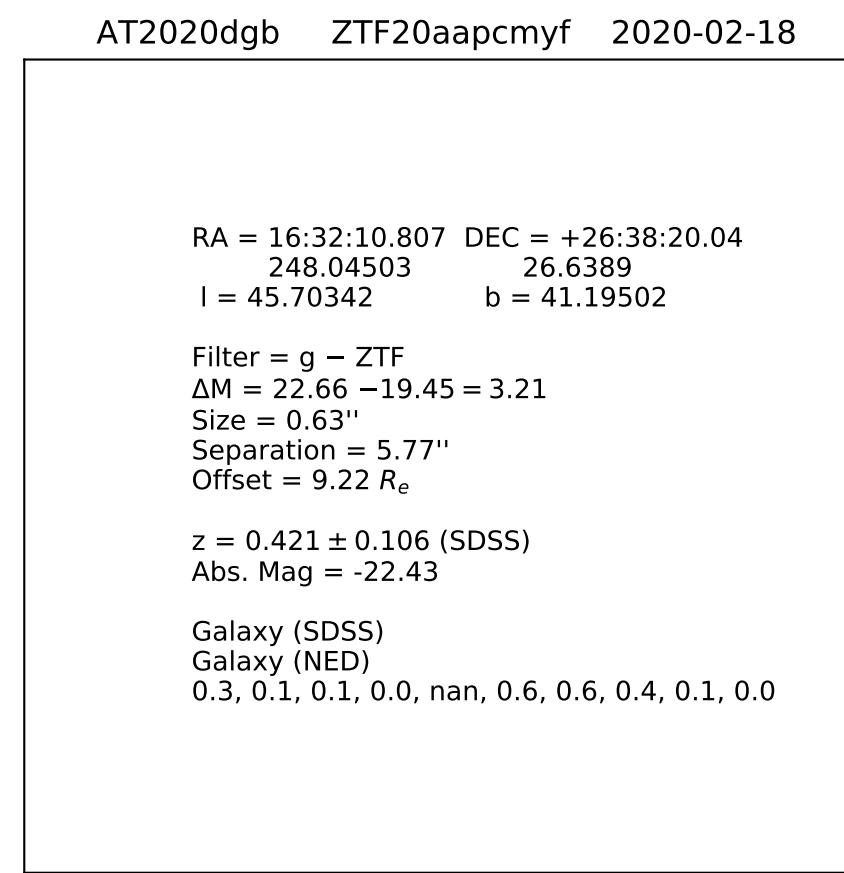 AT2020dgb ZTF20aapcmyf 2020-02-18
RA = 16:32:10.807 DEC = +26:38:20.04
248.04503 26.6389
l = 45.70342 b = 41.19502
Filter = g − ZTF
ΔM = 22.66 −19.45 = 3.21
Size = 0.63''
Separation = 5.77''
Offset = 9.22 Re
z = 0.421 ± 0.106 (SDSS)
Abs. Mag = -22.43
Galaxy (SDSS)
Galaxy (NED)
0.3, 0.1, 0.1, 0.0, nan, 0.6, 0.6, 0.4, 0.1, 0.0